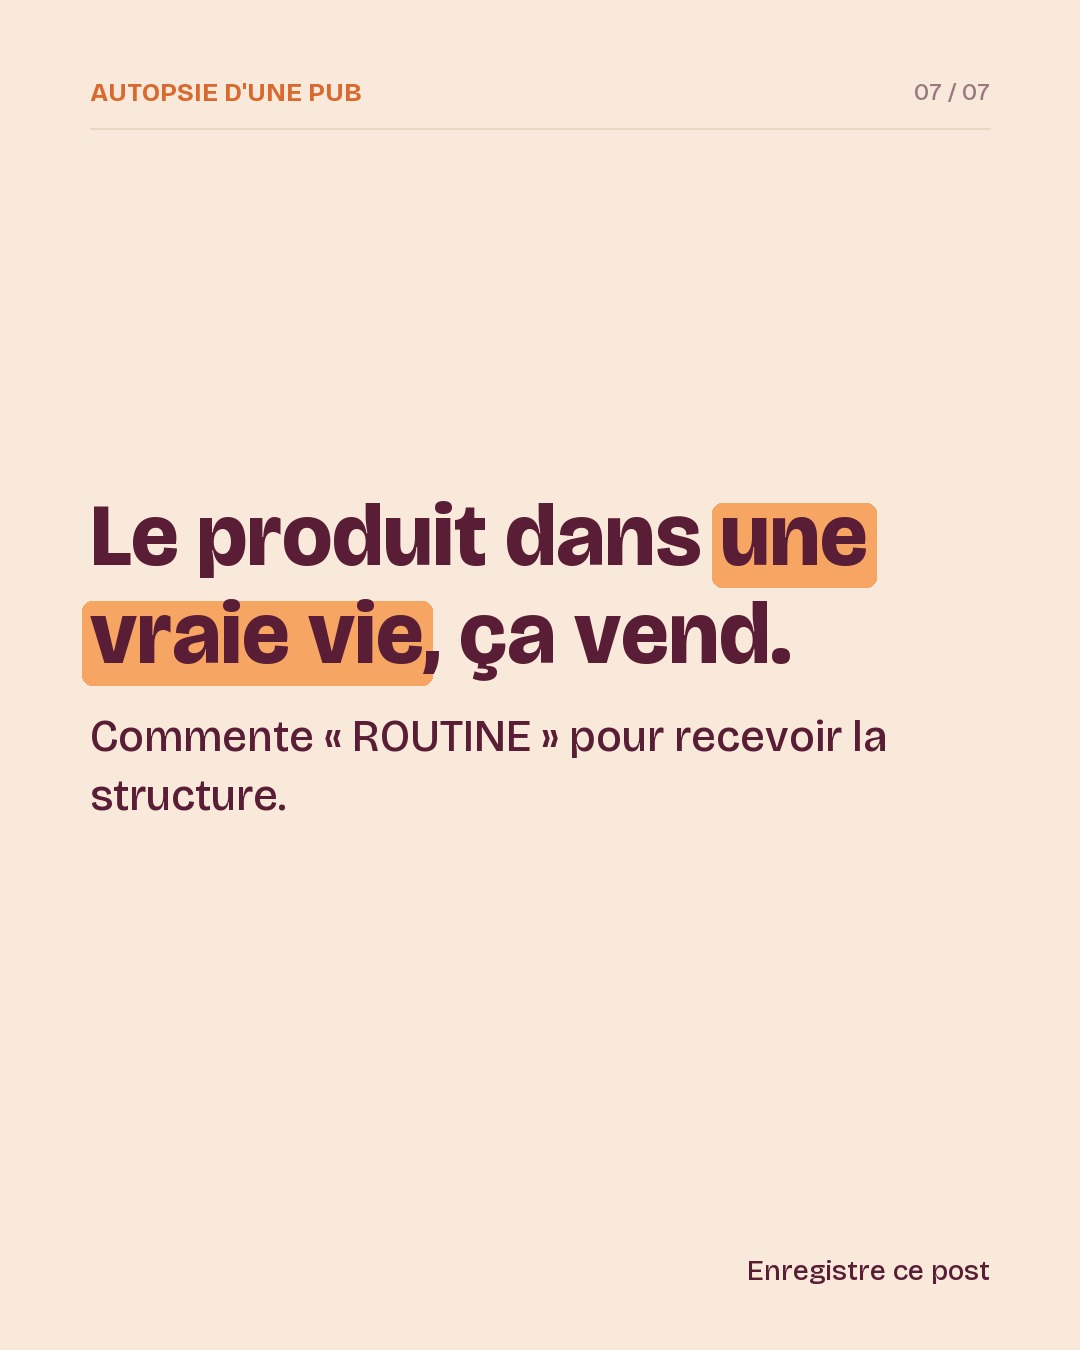 AUTOPSIE D'UNE PUB
07 / 07
Le produit dans une
vraie vie, ça vend.
Commente « ROUTINE » pour recevoir la
structure.
Enregistre ce post